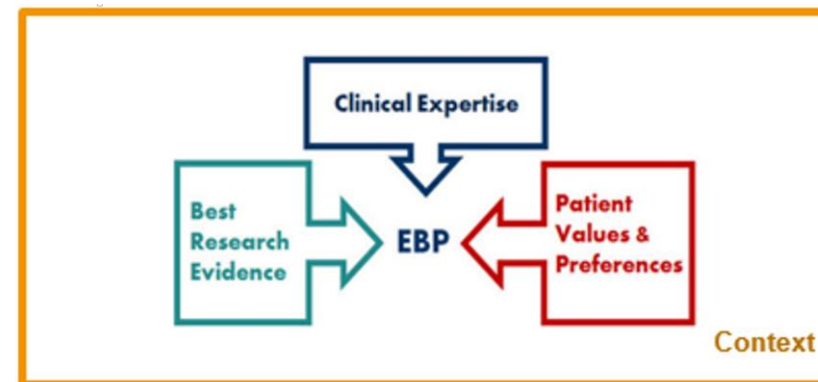 Clinical Expertise
Best
Research
Evidence
EBP
Patient
Values &
Preferences
Context